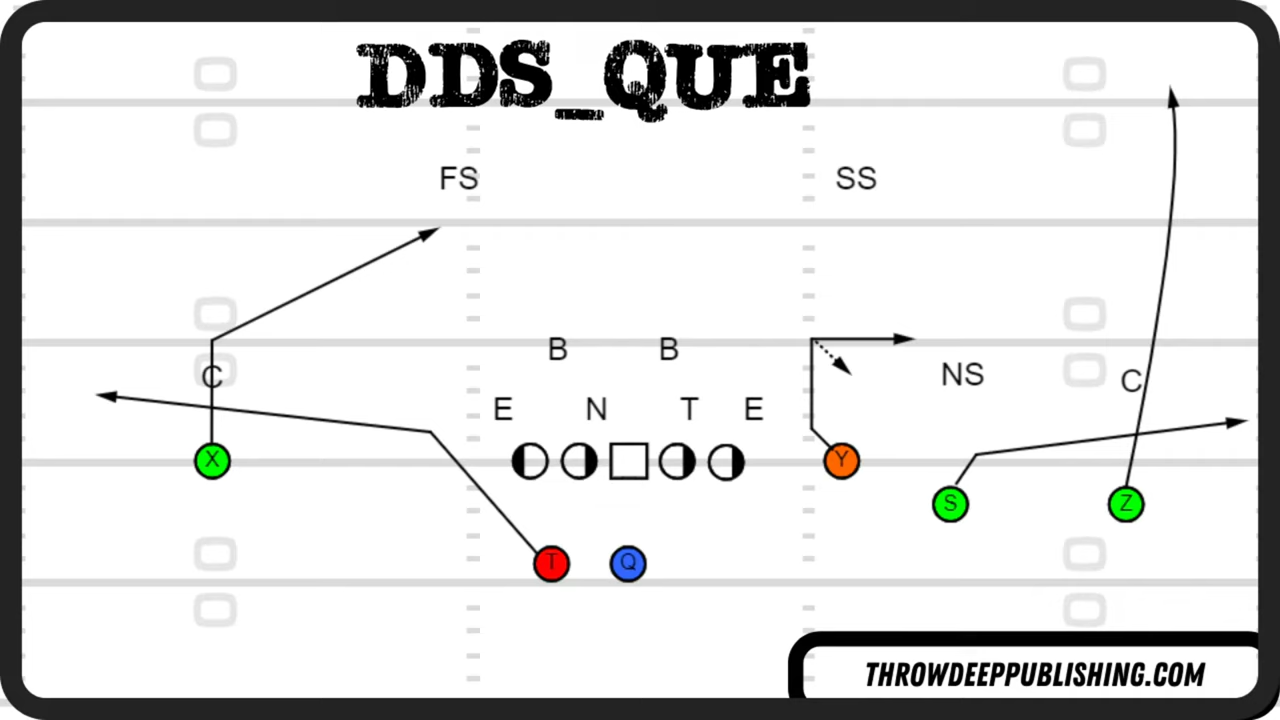 DDS_QUE
FS SS
B B
C NS C
E N T E
X Y
S Z
T Q
THROWDEEPPUBLISHING.COM